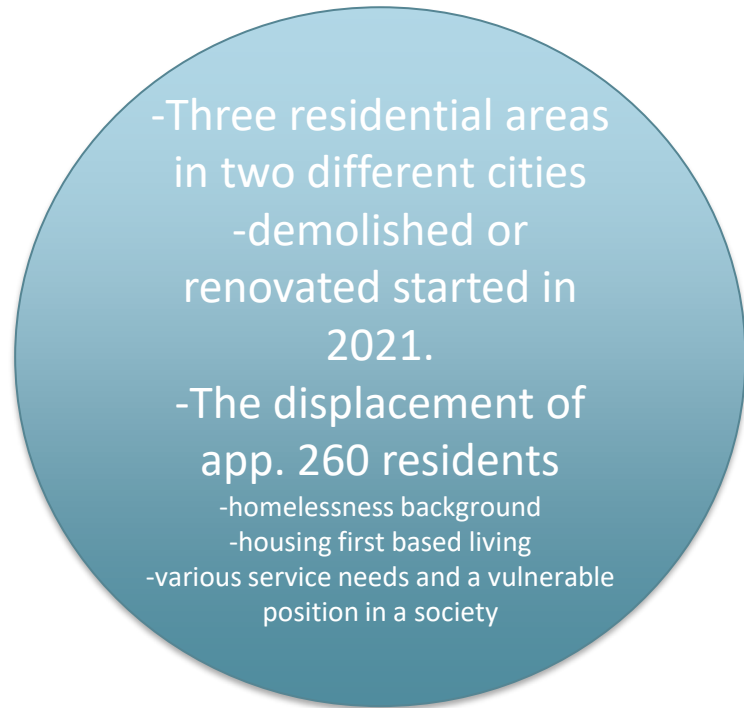 -Three residential areas
in two different cities
-demolished or
renovated started in
2021.
-The displacement of
app. 260 residents
-homelessness background
-housing first based living
-various service needs and a vulnerable
position in a society